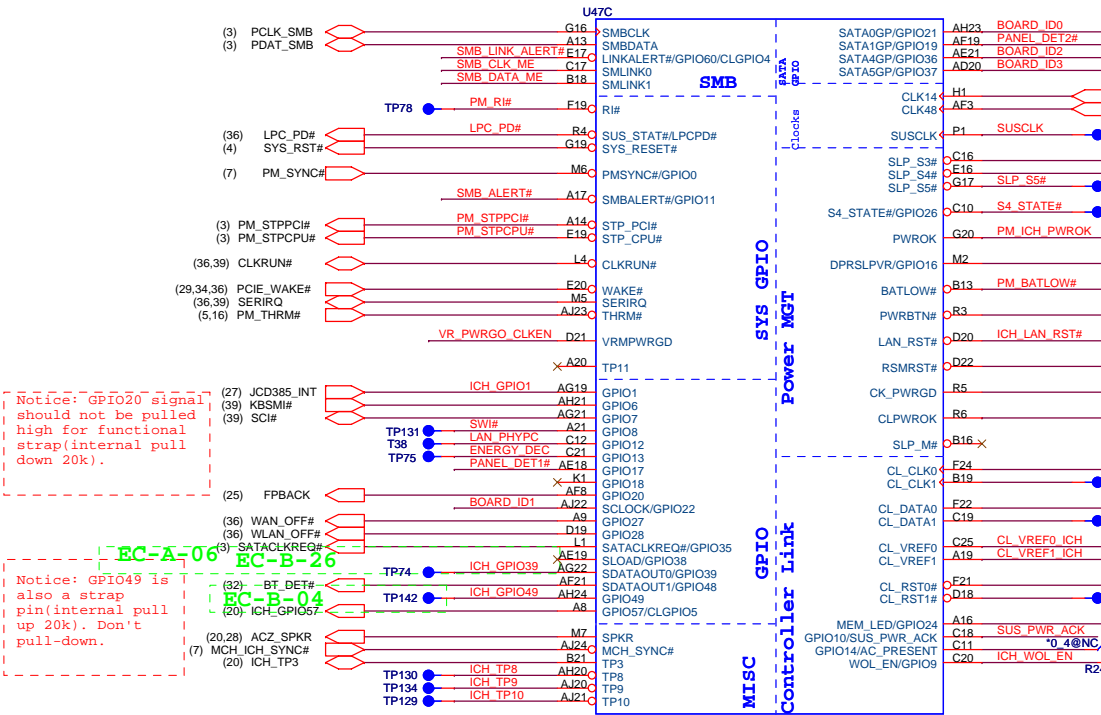 U47C
(3) PCLK_SMB G16 SMBCLK
(3) PDAT_SMB A13 SMBDATA
SMB_LINK_ALERT# E17 LINKALERT#/GPIO60/CLGPIO4
SMB_CLK_ME C17 SMLINK0
SMB_DATA_ME B18 SMLINK1
SMB
TP78 PM_RI# F19 RI#
(36) LPC_PD# LPC_PD# R4 SUS_STAT#/LPCPD#
(4) SYS_RST# G19 SYS_RESET#
(7) PM_SYNC# M6 PMSYNC#/GPIO0
SMB_ALERT# A17 SMBALERT#/GPIO11
(3) PM_STPPCI# PM_STPPCI# A14 STP_PCI#
(3) PM_STPCPU# PM_STPCPU# E19 STP_CPU#
(36,39) CLKRUN# L4 CLKRUN#
(29,34,36) PCIE_WAKE# E20 WAKE#
(36,39) SERIRQ M5 SERIRQ
(5,16) PM_THRM# AJ23 THRM#
VR_PWRGO_CLKEN D21 VRMPWRGD
A20 TP11
SYS GPIO
(27) JCD385_INT ICH_GPIO1 AG19 GPIO1
(39) KBSMI# AH21 GPIO6
(39) SCI# AG21 GPIO7
TP131 SWI# A21 GPIO8
T38 LAN_PHYPC C12 GPIO12
TP75 ENERGY_DEC C21 GPIO13
PANEL_DET1# AE18 GPIO17
K1 GPIO18
(25) FPBACK AF8 GPIO20
BOARD_ID1 AJ22 SCLOCK/GPIO22
(36) WAN_OFF# A9 GPIO27
(36) WLAN_OFF# D19 GPIO28
(3) SATACLKREQ# L1 SATACLKREQ#/GPIO35
AE19 SLOAD/GPIO38
TP74 ICH_GPIO39 AG22 SDATAOUT0/GPIO39
(32) BT_DET# AF21 SDATAOUT1/GPIO48
TP142 ICH_GPIO49 AH24 GPIO49
(20) ICH_GPIO57 A8 GPIO57/CLGPIO5
GPIO
(20,28) ACZ_SPKR M7 SPKR
(7) MCH_ICH_SYNC# AJ24 MCH_SYNC#
(20) ICH_TP3 B21 TP3
TP130 ICH_TP8 AH20 TP8
TP134 ICH_TP9 AJ20 TP9
TP129 ICH_TP10 AJ21 TP10
MISC
Notice: GPIO20 signal
should not be pulled
high for functional
strap(internal pull
down 20k).
EC-A-06
EC-B-26
EC-B-04
Notice: GPIO49 is
also a strap
pin(internal pull
up 20k). Don't
pull-down.
SATA
GPIO
SATA0GP/GPIO21 AH23 BOARD_ID0
SATA1GP/GPIO19 AF19 PANEL_DET2#
SATA4GP/GPIO36 AE21 BOARD_ID2
SATA5GP/GPIO37 AD20 BOARD_ID3
Clocks
CLK14 H1
CLK48 AF3
SUSCLK P1 SUSCLK
SLP_S3# C16
SLP_S4# E16
SLP_S5# G17 SLP_S5#
S4_STATE#/GPIO26 C10 S4_STATE#
PWROK G20 PM_ICH_PWROK
DPRSLPVR/GPIO16 M2
BATLOW# B13 PM_BATLOW#
PWRBTN# R3
LAN_RST# D20 ICH_LAN_RST#
RSMRST# D22
CK_PWRGD R5
CLPWROK R6
SLP_M# B16
Power MGT
CL_CLK0 F24
CL_CLK1 B19
CL_DATA0 F22
CL_DATA1 C19
CL_VREF0 C25 CL_VREF0_ICH
CL_VREF1 A19 CL_VREF1_ICH
CL_RST0# F21
CL_RST1# D18
MEM_LED/GPIO24 A16
GPIO10/SUS_PWR_ACK C18 SUS_PWR_ACK
GPIO14/AC_PRESENT C11 *0_4@NC
WOL_EN/GPIO9 C20 ICH_WOL_EN
Controller Link